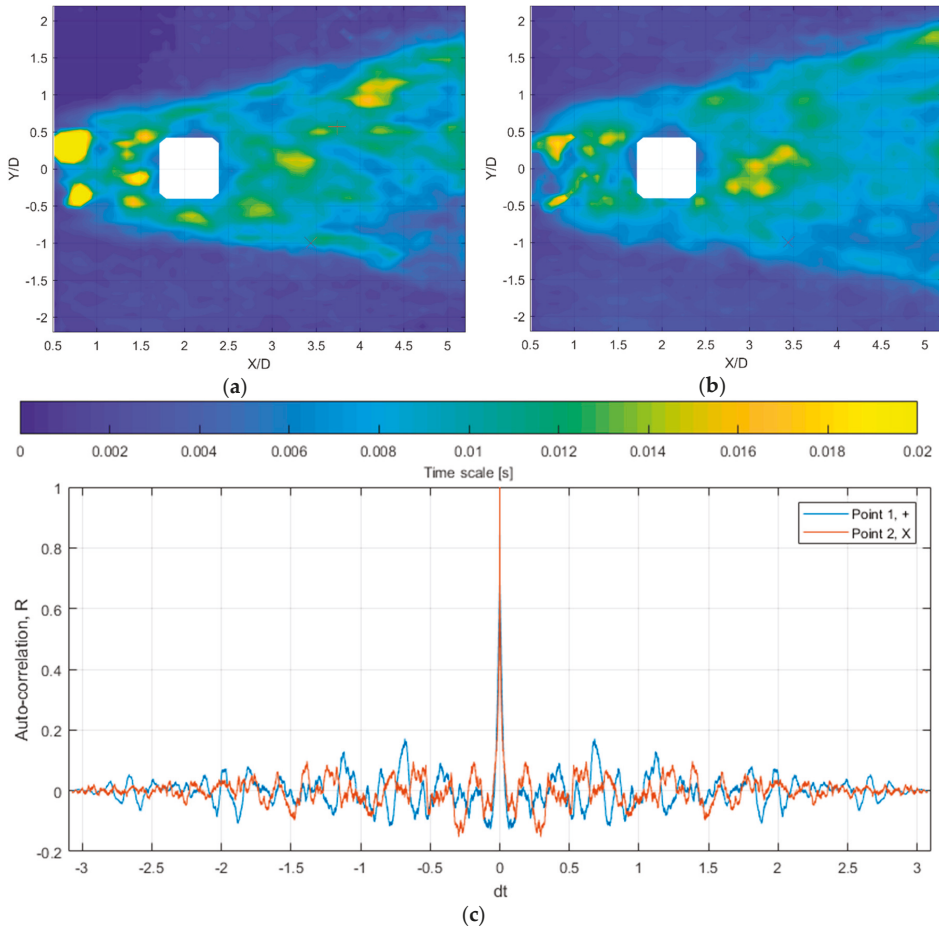 2
1.5
1
0.5
0
-0.5
-1
-1.5
-2
Y/D
0.5 1 1.5 2 2.5 3 3.5 4 4.5 5
X/D
(a)
2
1.5
1
0.5
0
-0.5
-1
-1.5
-2
Y/D
0.5 1 1.5 2 2.5 3 3.5 4 4.5 5
X/D
(b)
0 0.002 0.004 0.006 0.008 0.01 0.012 0.014 0.016 0.018 0.02
Time scale [s]
1
0.8
0.6
0.4
0.2
0
-0.2
Auto-correlation, R
Point 1, +
Point 2, X
-3 -2.5 -2 -1.5 -1 -0.5 0 0.5 1 1.5 2 2.5 3
dt
(c)